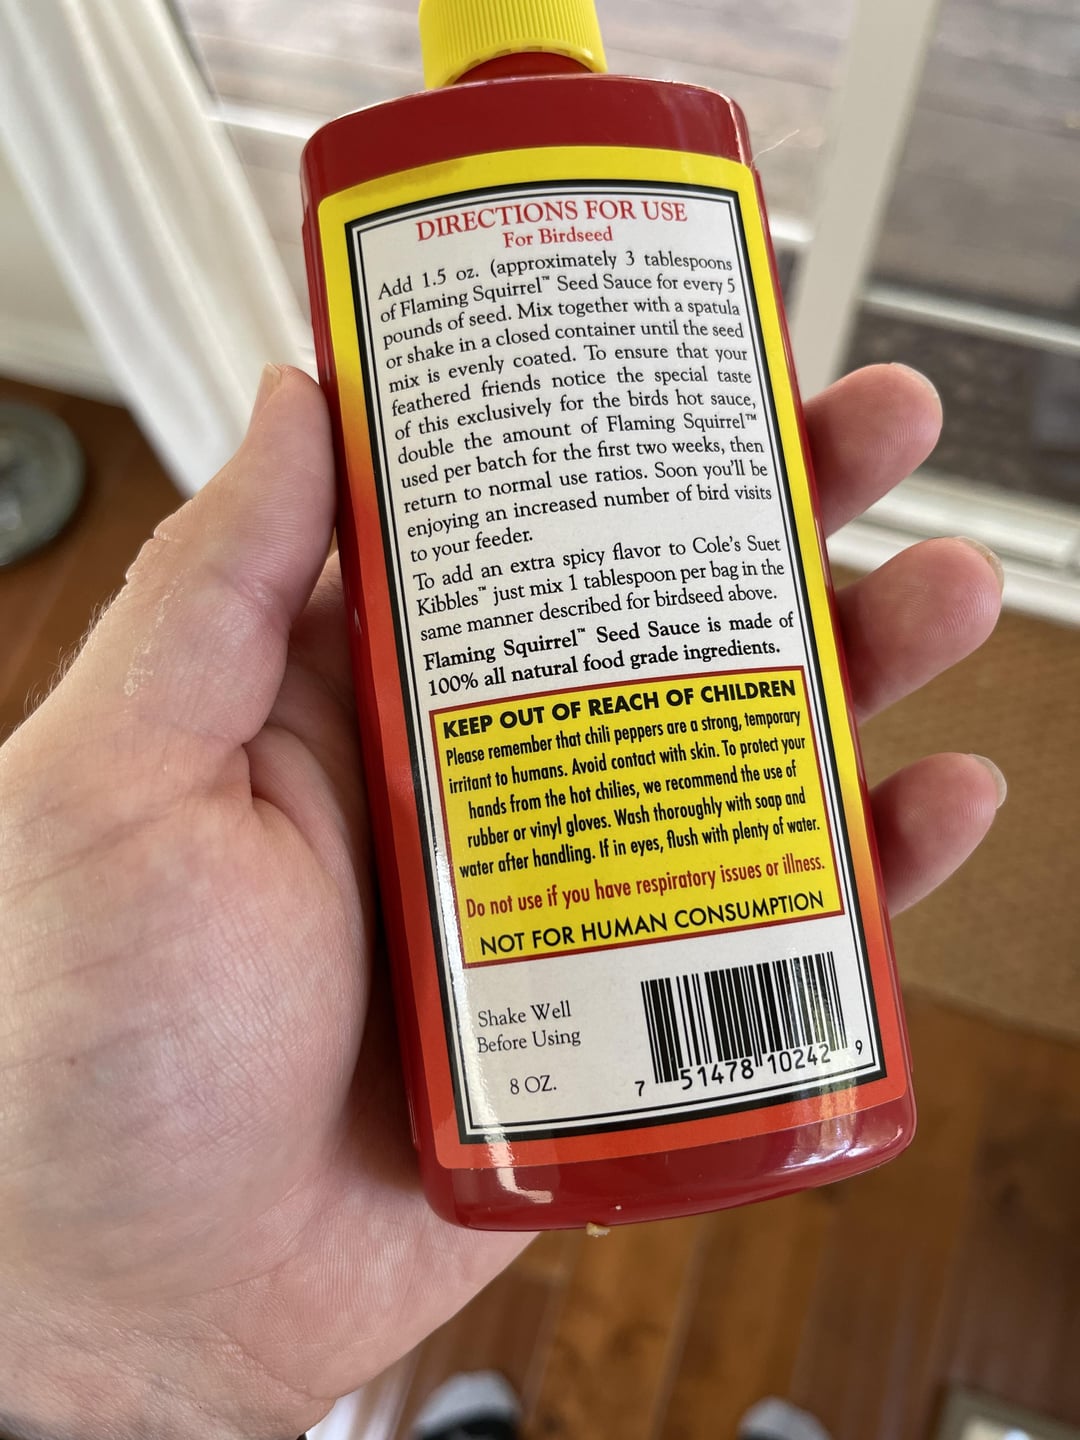 DIRECTIONS FOR USE
For Birdseed
Add 1.5 oz. (approximately 3 tablespoons
of Flaming Squirrel™ Seed Sauce for every 5
pounds of seed. Mix together with a spatula
or shake in a closed container until the seed
mix is evenly coated. To ensure that your
feathered friends notice the special taste
of this exclusively for the birds hot sauce,
double the amount of Flaming Squirrel™
used per batch for the first two weeks, then
return to normal use ratios. Soon you'll be
enjoying an increased number of bird visits
to your feeder.
To add an extra spicy flavor to Cole's Suet
Kibbles™ just mix 1 tablespoon per bag in the
same manner described for birdseed above.
Flaming Squirrel™ Seed Sauce is made of
100% all natural food grade ingredients.
KEEP OUT OF REACH OF CHILDREN
Please remember that chili peppers are a strong, temporary
irritant to humans. Avoid contact with skin. To protect your
hands from the hot chilies, we recommend the use of
rubber or vinyl gloves. Wash thoroughly with soap and
water after handling. If in eyes, flush with plenty of water.
Do not use if you have respiratory issues or illness.
NOT FOR HUMAN CONSUMPTION
Shake Well
Before Using
8 OZ.
7 51478 10242 9